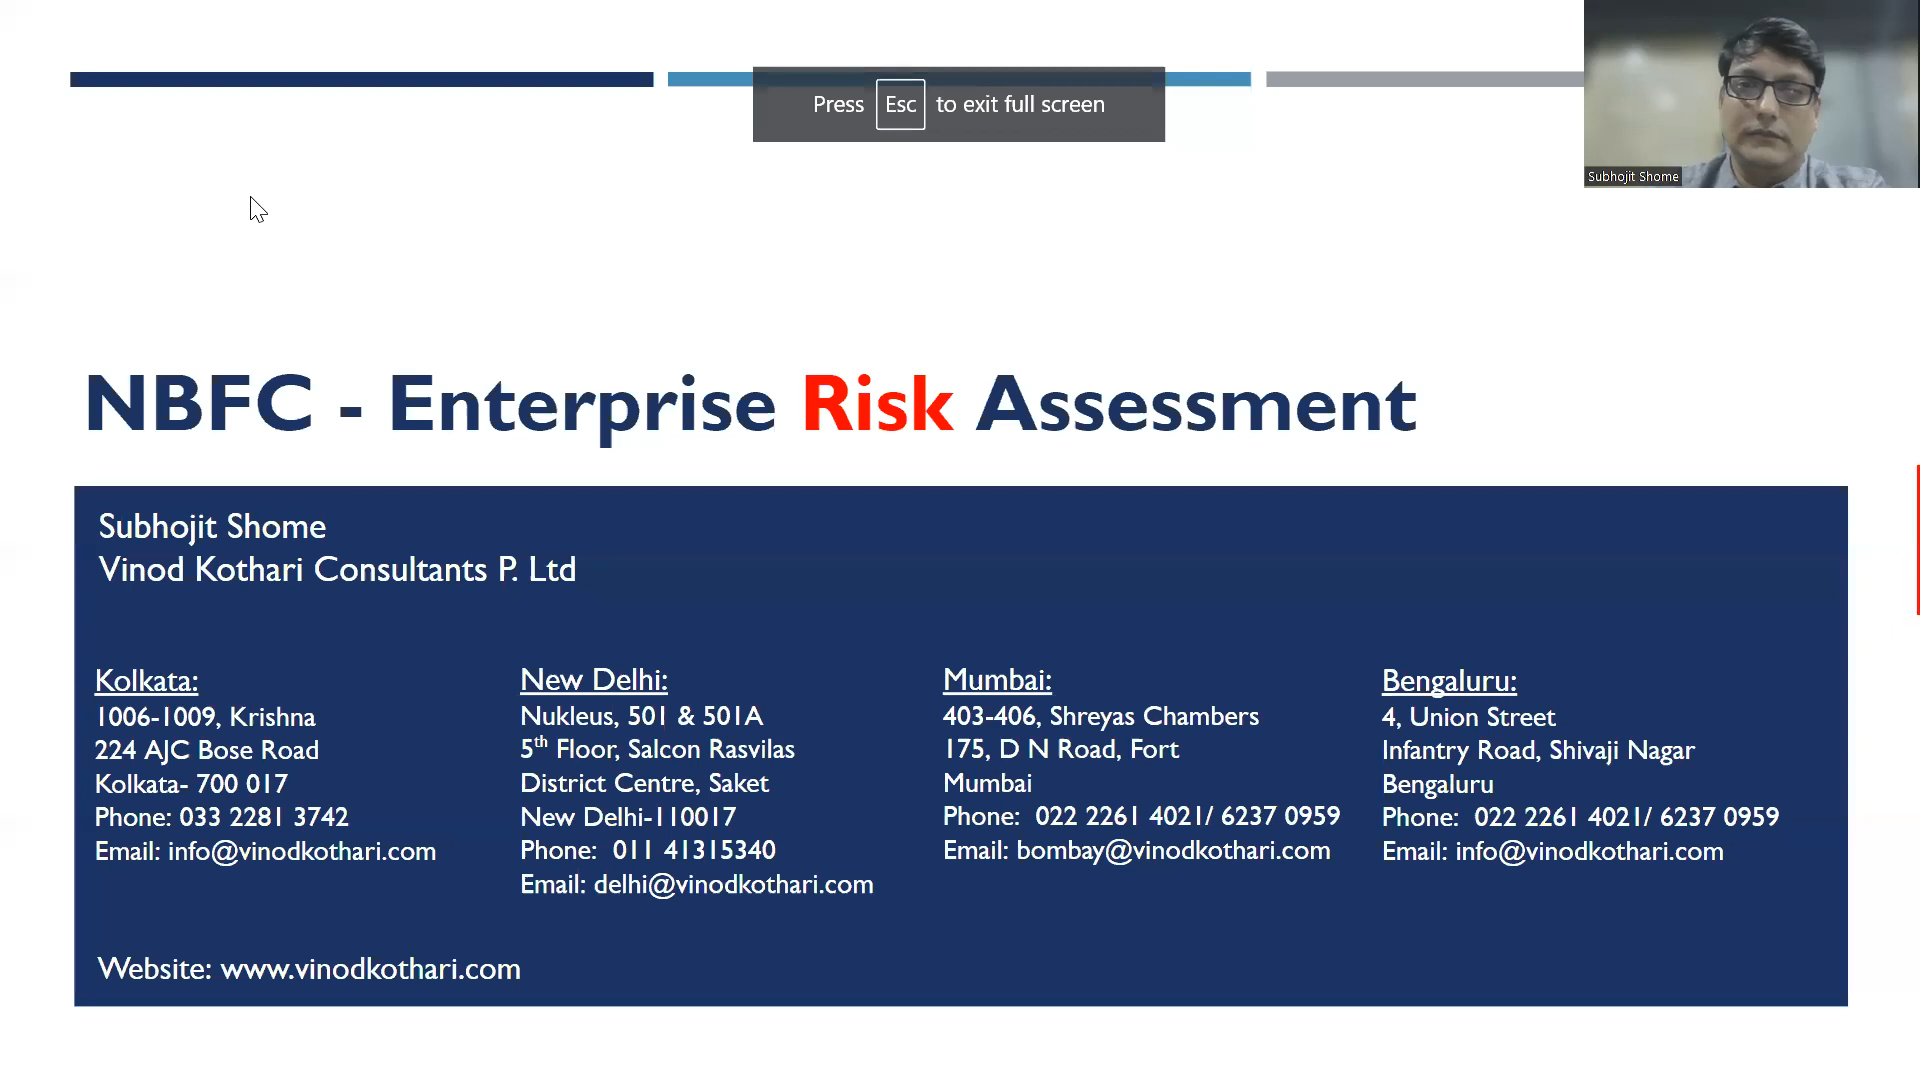 Press Esc to exit full screen
Subhojit Shome
NBFC - Enterprise Risk Assessment
Subhojit Shome
Vinod Kothari Consultants P. Ltd
Kolkata:
1006-1009, Krishna
224 AJC Bose Road
Kolkata- 700 017
Phone: 033 2281 3742
Email: info@vinodkothari.com
New Delhi:
Nukleus, 501 & 501A
5th Floor, Salcon Rasvilas
District Centre, Saket
New Delhi-110017
Phone: 011 41315340
Email: delhi@vinodkothari.com
Mumbai:
403-406, Shreyas Chambers
175, D N Road, Fort
Mumbai
Phone: 022 2261 4021/ 6237 0959
Email: bombay@vinodkothari.com
Bengaluru:
4, Union Street
Infantry Road, Shivaji Nagar
Bengaluru
Phone: 022 2261 4021/ 6237 0959
Email: info@vinodkothari.com
Website: www.vinodkothari.com